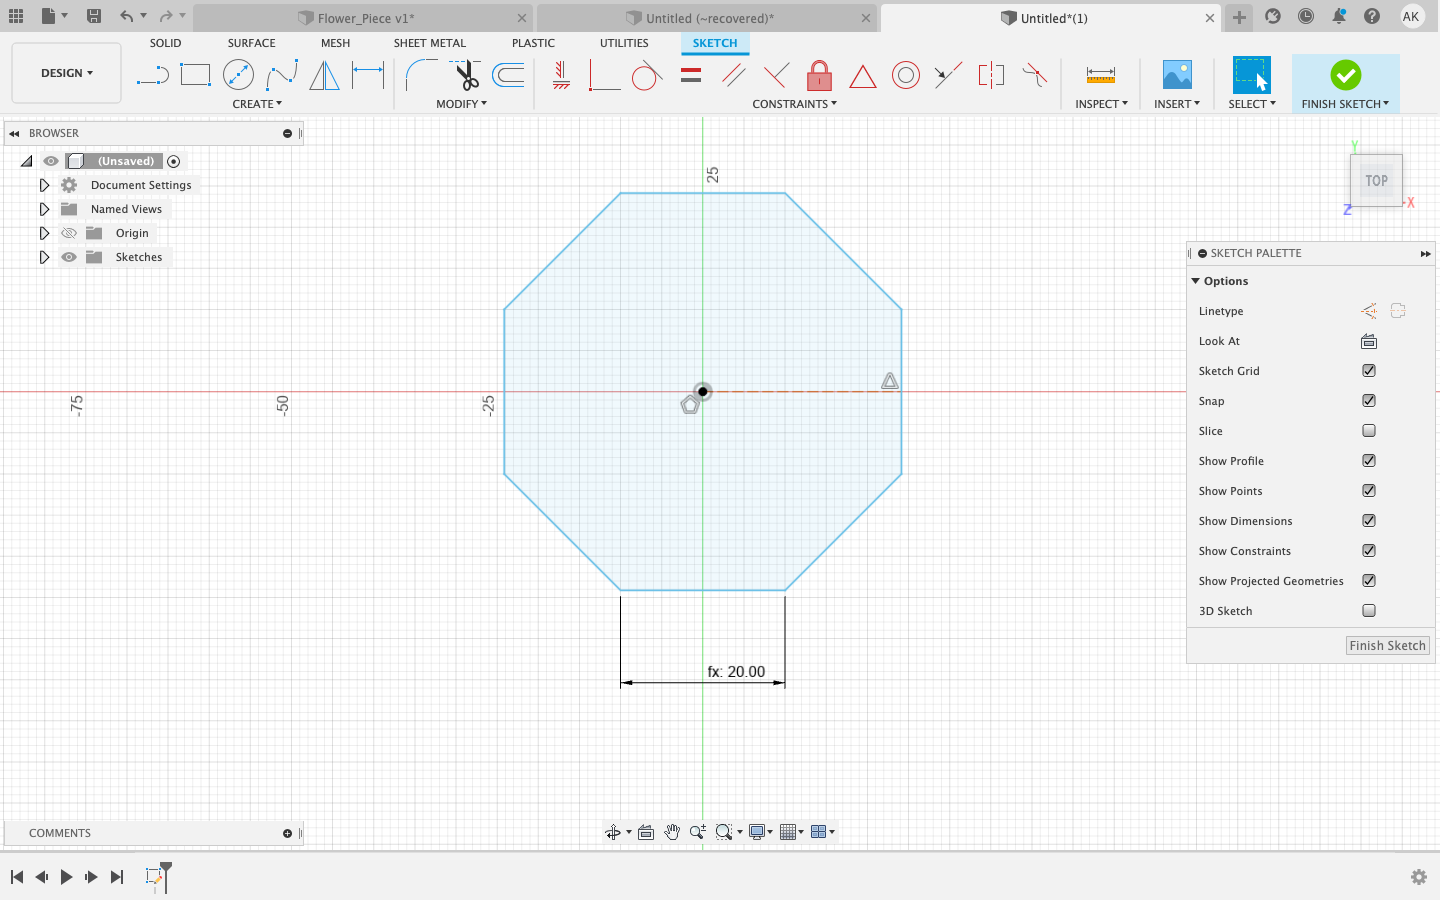 Flower_Piece v1*
Untitled (~recovered)*
Untitled*(1)
AK
DESIGN
SOLID
SURFACE
MESH
SHEET METAL
PLASTIC
UTILITIES
SKETCH
CREATE
MODIFY
CONSTRAINTS
INSPECT
INSERT
SELECT
FINISH SKETCH
BROWSER
(Unsaved)
Document Settings
Named Views
Origin
Sketches
25
-75
-50
-25
fx: 20.00
Y
TOP
Z
X
SKETCH PALETTE
Options
Linetype
Look At
Sketch Grid
Snap
Slice
Show Profile
Show Points
Show Dimensions
Show Constraints
Show Projected Geometries
3D Sketch
Finish Sketch
COMMENTS